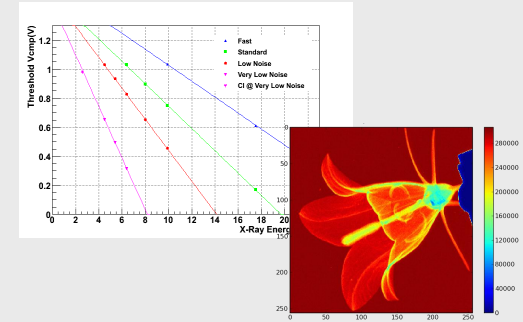 Threshold Vcmp(V)
1.2
1
0.8
0.6
0.4
0.2
0
Fast
Standard
Low Noise
Very Low Noise
CI @ Very Low Noise
0 2 4 6 8 10 12 14 16 18 20
X-Ray Energ
0
50
100
150
200
250
0 50 100 150 200 250
280000
240000
200000
160000
120000
80000
40000
0